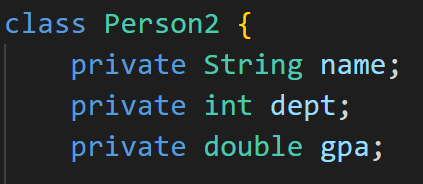 class Person2 {
    private String name;
    private int dept;
    private double gpa;